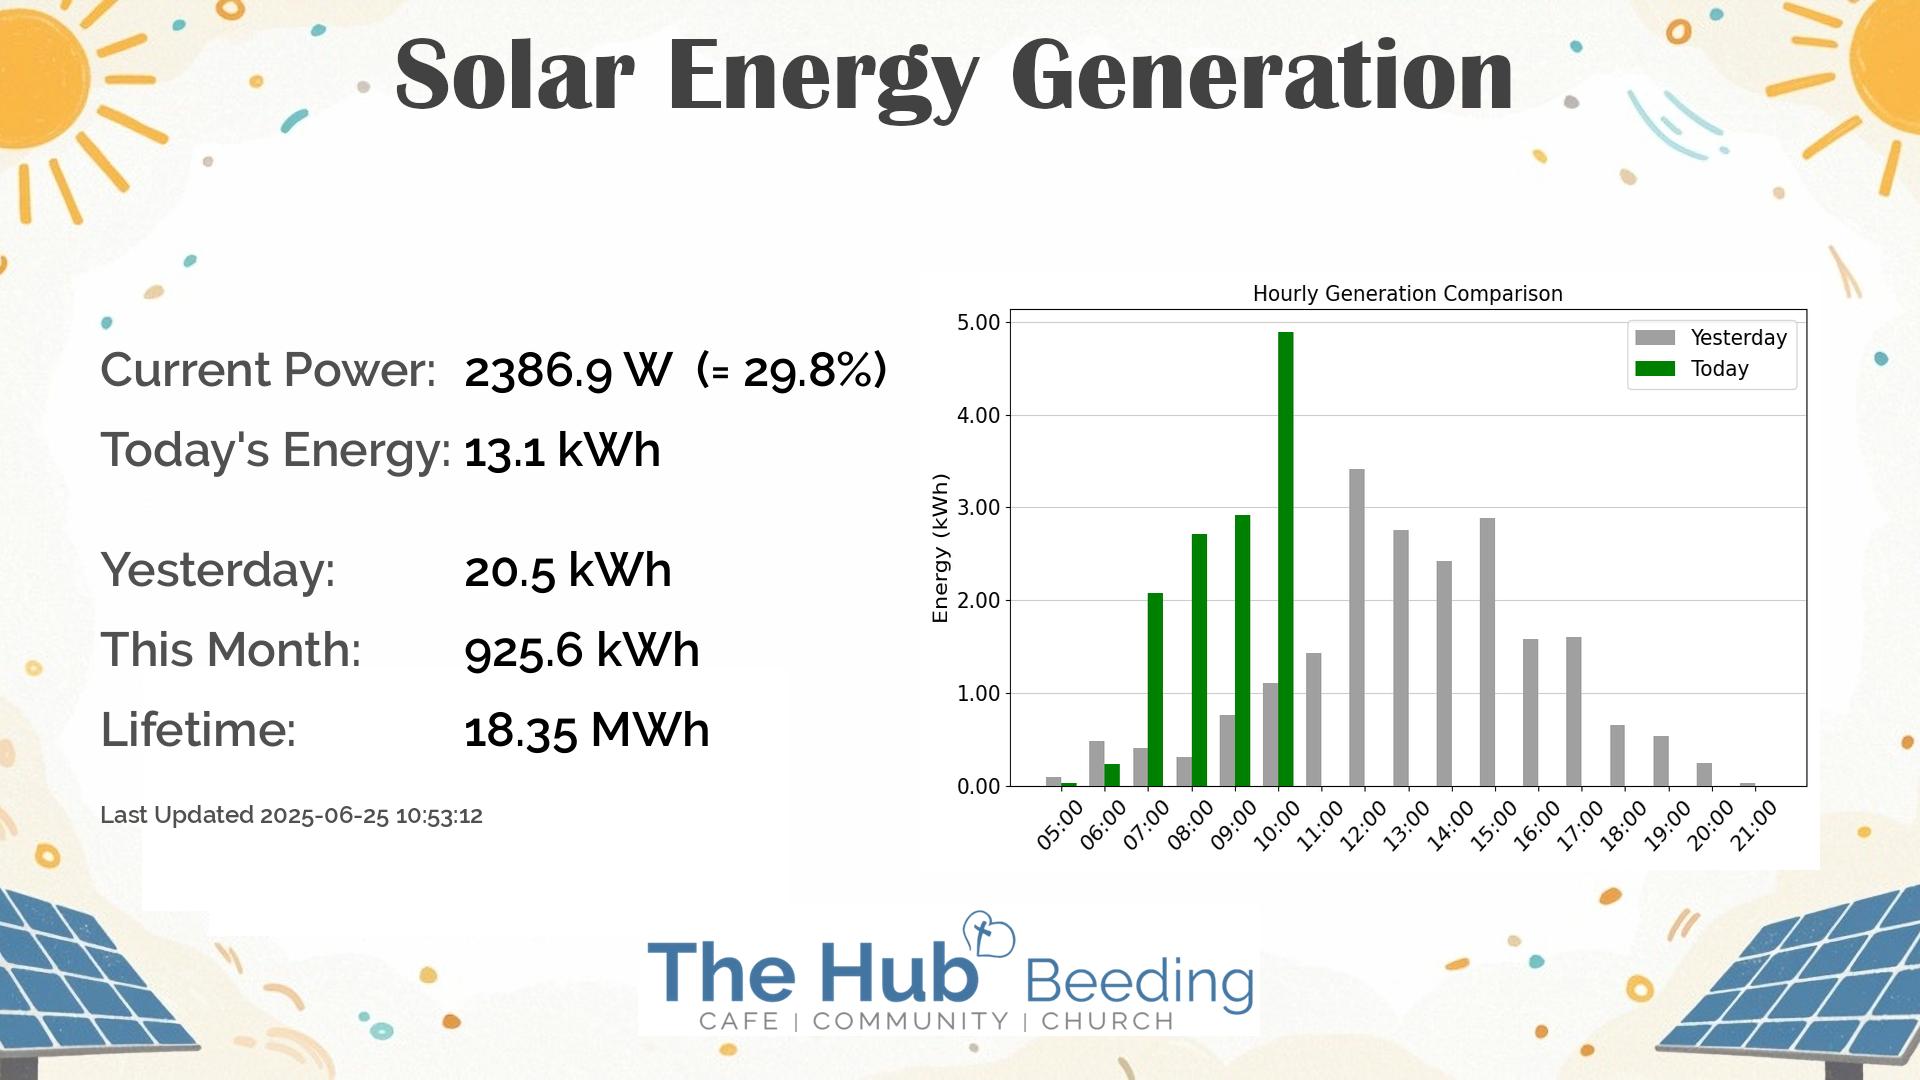 Solar Energy Generation
Current Power: 2386.9 W (= 29.8%)
Today's Energy: 13.1 kWh
Yesterday: 20.5 kWh
This Month: 925.6 kWh
Lifetime: 18.35 MWh
Last Updated 2025-06-25 10:53:12
Hourly Generation Comparison
Yesterday
Today
Energy (kWh)
5.00
4.00
3.00
2.00
1.00
0.00
05:00 06:00 07:00 08:00 09:00 10:00 11:00 12:00 13:00 14:00 15:00 16:00 17:00 18:00 19:00 20:00 21:00
The Hub Beeding
CAFE | COMMUNITY | CHURCH